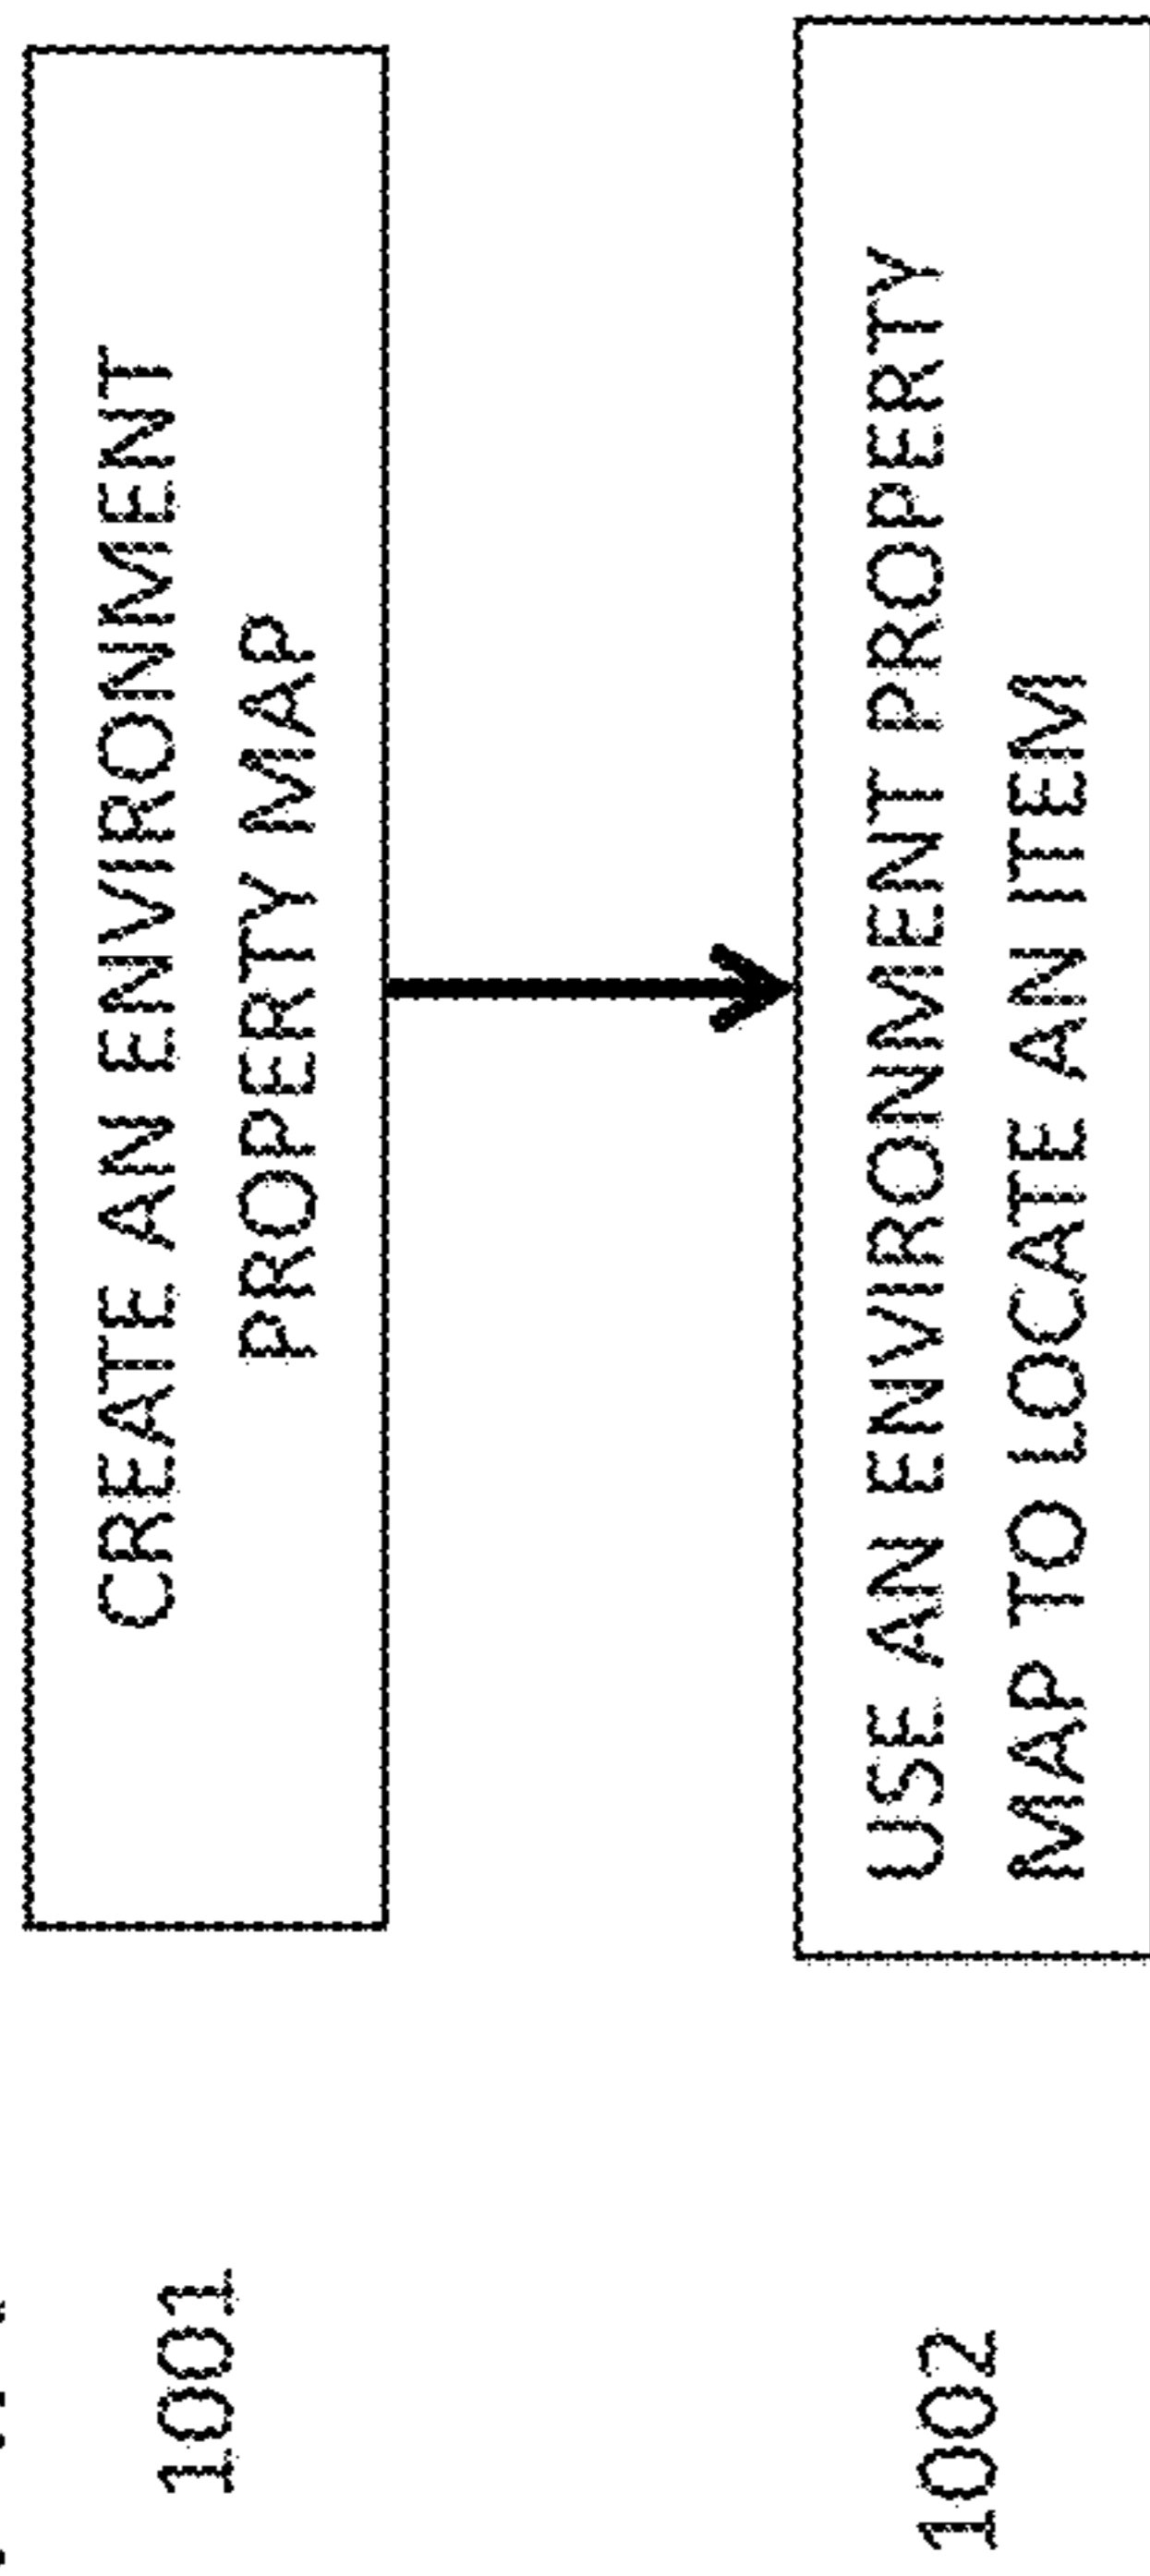 1001
CREATE AN ENVIRONMENT
PROPERTY MAP
1002
USE AN ENVIRONMENT PROPERTY
MAP TO LOCATE AN ITEM